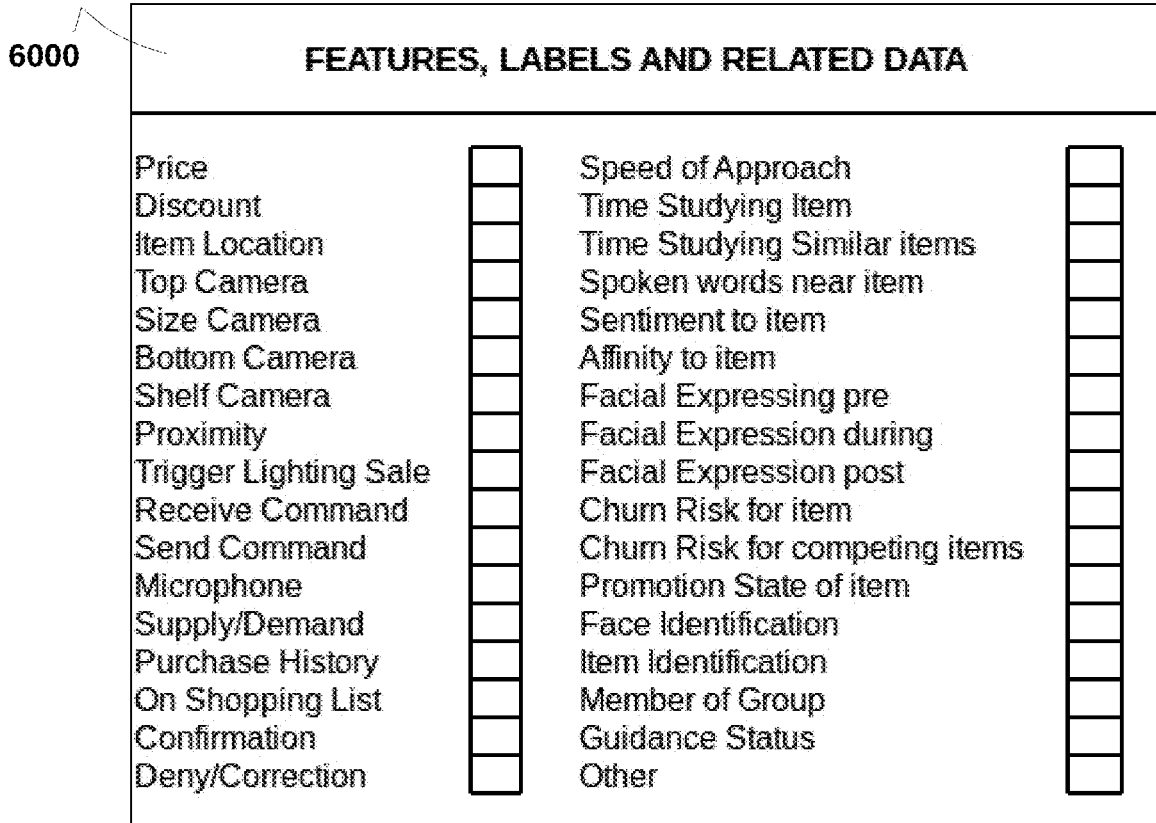 6000
FEATURES, LABELS AND RELATED DATA
Price
Discount
Item Location
Top Camera
Size Camera
Bottom Camera
Shelf Camera
Proximity
Trigger Lighting Sale
Receive Command
Send Command
Microphone
Supply/Demand
Purchase History
On Shopping List
Confirmation
Deny/Correction
Speed of Approach
Time Studying Item
Time Studying Similar items
Spoken words near item
Sentiment to item
Affinity to item
Facial Expressing pre
Facial Expression during
Facial Expression post
Churn Risk for item
Churn Risk for competing items
Promotion State of item
Face Identification
Item Identification
Member of Group
Guidance Status
Other